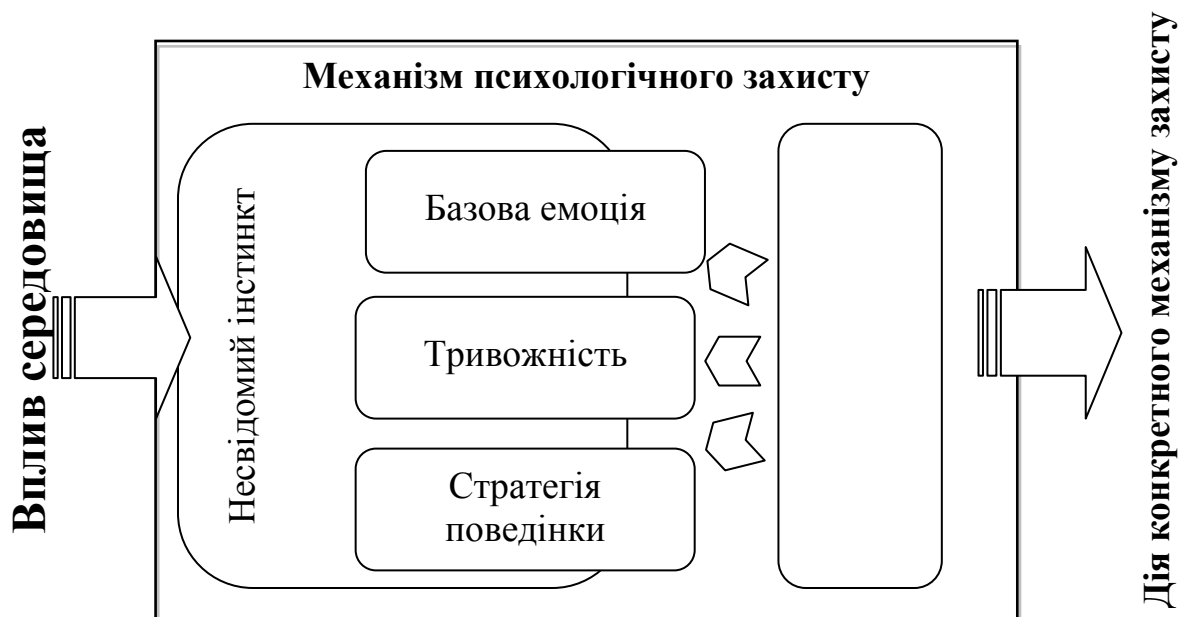 Механізм психологічного захисту
Вплив середовища
Несвідомий інстинкт
Базова емоція
Тривожність
Стратегія
поведінки
Дія конкретного механізму захисту